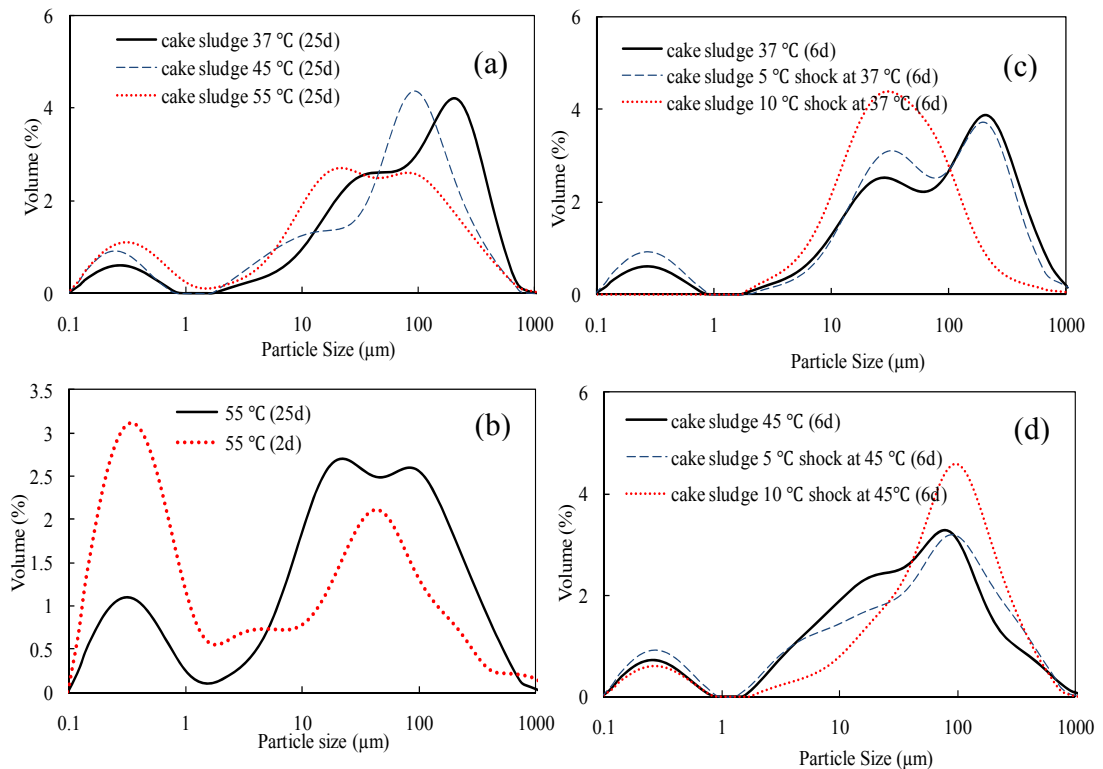 6
4
2
0
Volume (%)
cake sludge 37 ℃ (25d)
cake sludge 45 ℃ (25d)
cake sludge 55 ℃ (25d)
(a)
0.1 1 10 100 1000
Particle Size (µm)
6
4
2
0
Volume (%)
cake sludge 37 ℃ (6d)
cake sludge 5 ℃ shock at 37 ℃ (6d)
cake sludge 10 ℃ shock at 37 ℃ (6d)
(c)
0.1 1 10 100 1000
Particle Size (µm)
3.5
3
2.5
2
1.5
1
0.5
0
Volume (%)
55 ℃ (25d)
55 ℃ (2d)
(b)
0.1 1 10 100 1000
Particle size (µm)
6
4
2
0
Volume (%)
cake sludge 45 ℃ (6d)
cake sludge 5 ℃ shock at 45 ℃ (6d)
cake sludge 10 ℃ shock at 45℃ (6d)
(d)
0.1 1 10 100 1000
Particle Size (µm)